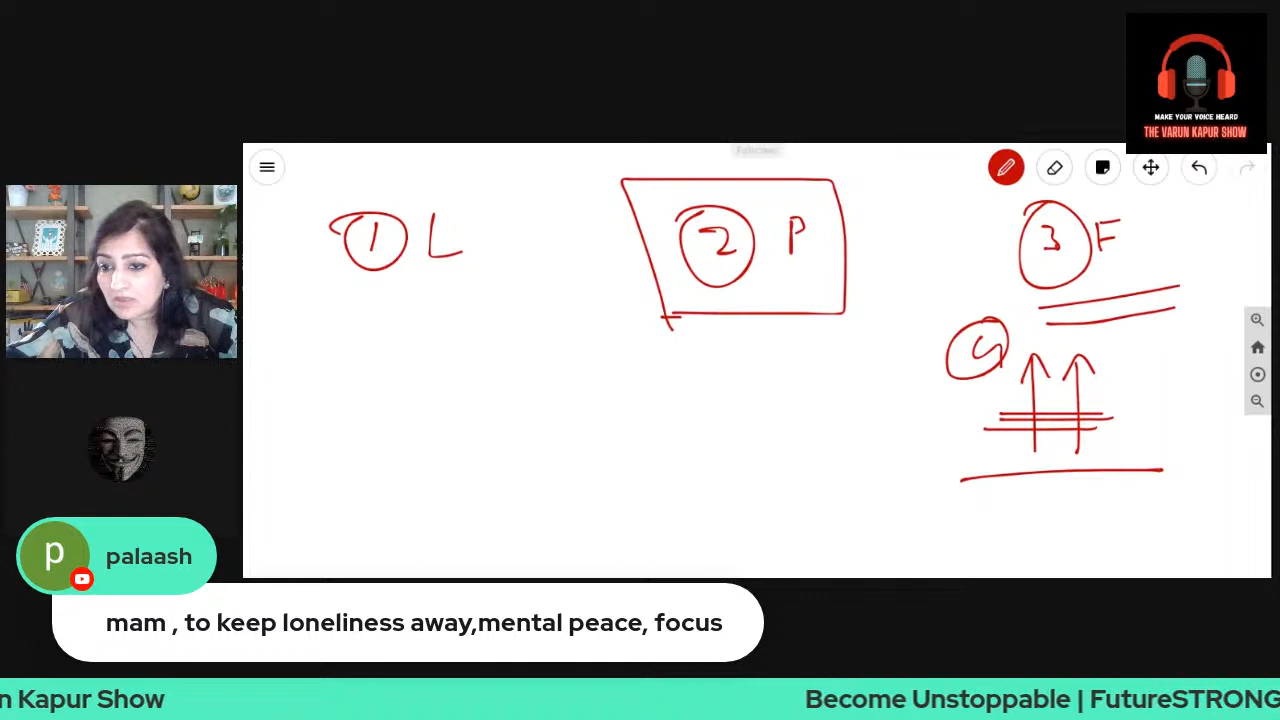 MAKE YOUR VOICE HEARD
THE VARUN KAPUR SHOW
1 L
2 P
3 F
4
p
palaash
mam , to keep loneliness away,mental peace, focus
n Kapur Show
Become Unstoppable | FutureSTRONG